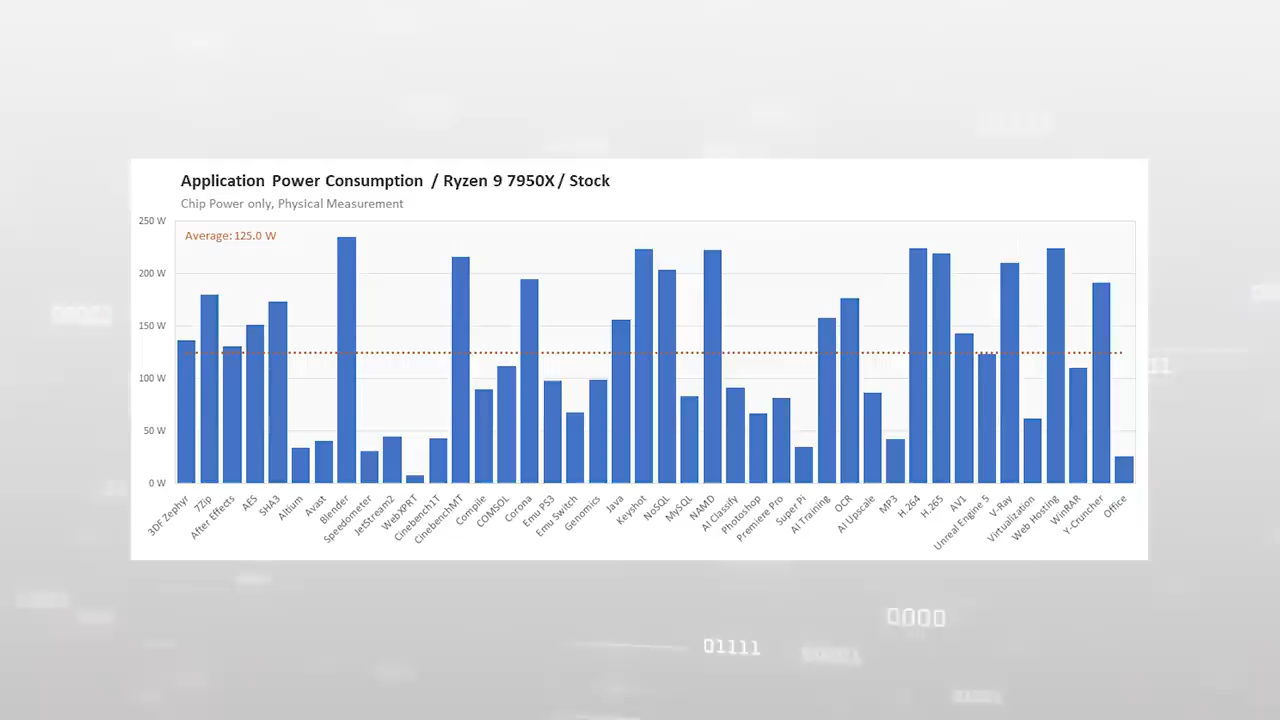 Application Power Consumption / Ryzen 9 7950X / Stock
Chip Power only, Physical Measurement
250 W
Average: 125.0 W
200 W
150 W
100 W
50 W
0 W
3DF Zephyr
7Zip
After Effects
AES
SHA3
Altium
Avast
Blender
Speedometer
JetStream2
WebXPRT
Cinebench1T
CinebenchMT
Compile
COMSOL
Corona
Emu PS3
Emu Switch
Genomics
Java
Keyshot
NoSQL
MySQL
NAMD
AI Classify
Photoshop
Premiere Pro
Super Pi
AI Training
OCR
AI Upscale
MP3
H.264
H.265
AV1
Unreal Engine 5
V-Ray
Virtualization
Web Hosting
WinRAR
Y-Cruncher
Office
0000
01111